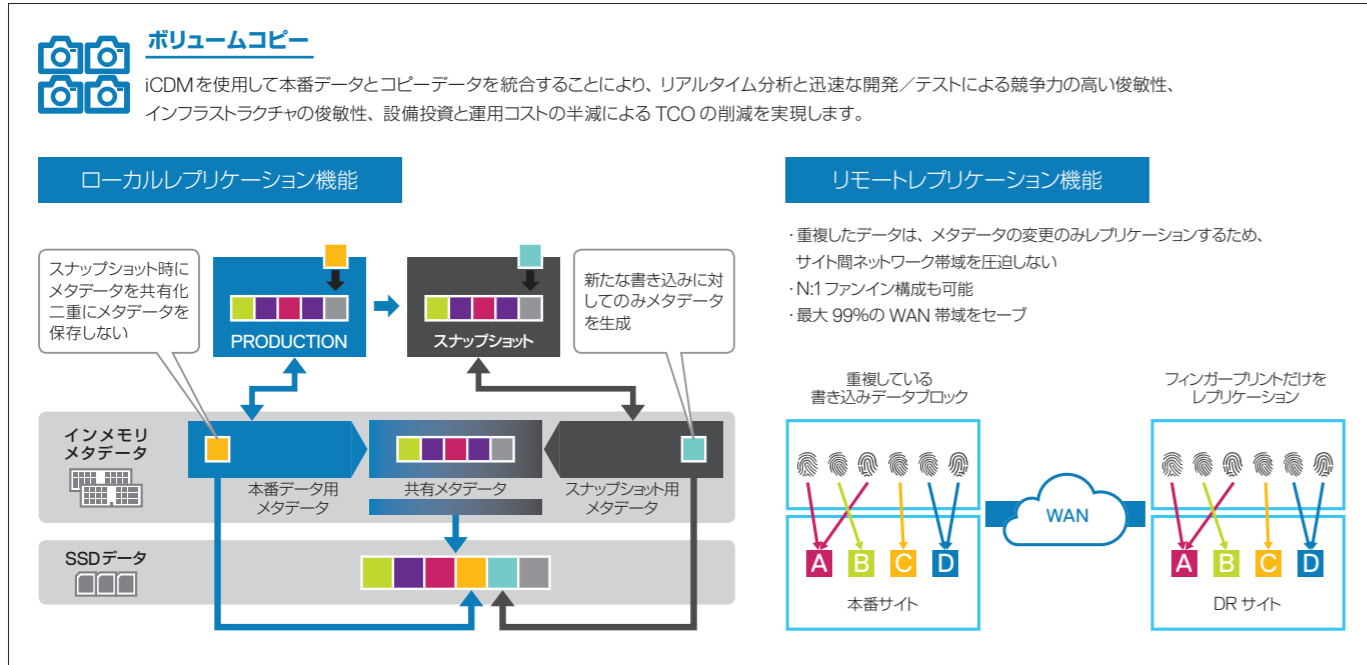 ボリュームコピー
iCDMを使用して本番データとコピーデータを統合することにより、リアルタイム分析と迅速な開発／テストによる競争力の高い俊敏性、
インフラストラクチャの俊敏性、設備投資と運用コストの半減による TCO の削減を実現します。
ローカルレプリケーション機能
スナップショット時に
メタデータを共有化
二重にメタデータを
保存しない
PRODUCTION
スナップショット
新たな書き込みに対
してのみメタデータ
を生成
インメモリ
メタデータ
本番データ用
メタデータ
共有メタデータ
スナップショット用
メタデータ
SSDデータ
リモートレプリケーション機能
・重複したデータは、メタデータの変更のみレプリケーションするため、
サイト間ネットワーク帯域を圧迫しない
・N:1 ファンイン構成も可能
・最大 99%の WAN 帯域をセーブ
重複している
書き込みデータブロック
A B C D
本番サイト
WAN
フィンガープリントだけを
レプリケーション
A B C D
DR サイト